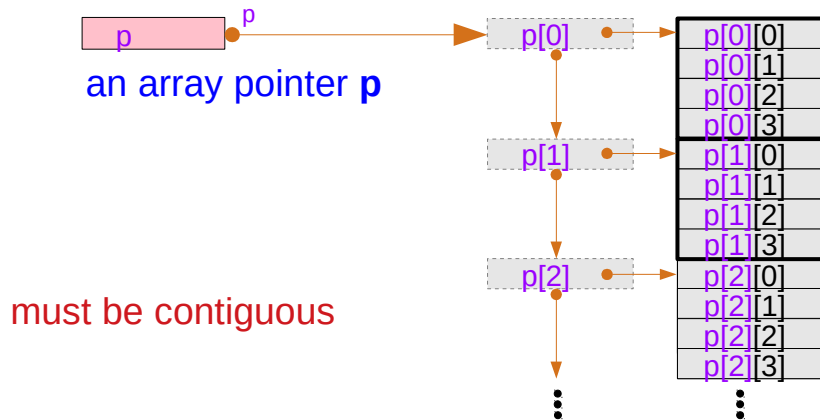 p
p
an array pointer p
must be contiguous
p[0]
p[1]
p[2]
p[0][0]
p[0][1]
p[0][2]
p[0][3]
p[1][0]
p[1][1]
p[1][2]
p[1][3]
p[2][0]
p[2][1]
p[2][2]
p[2][3]